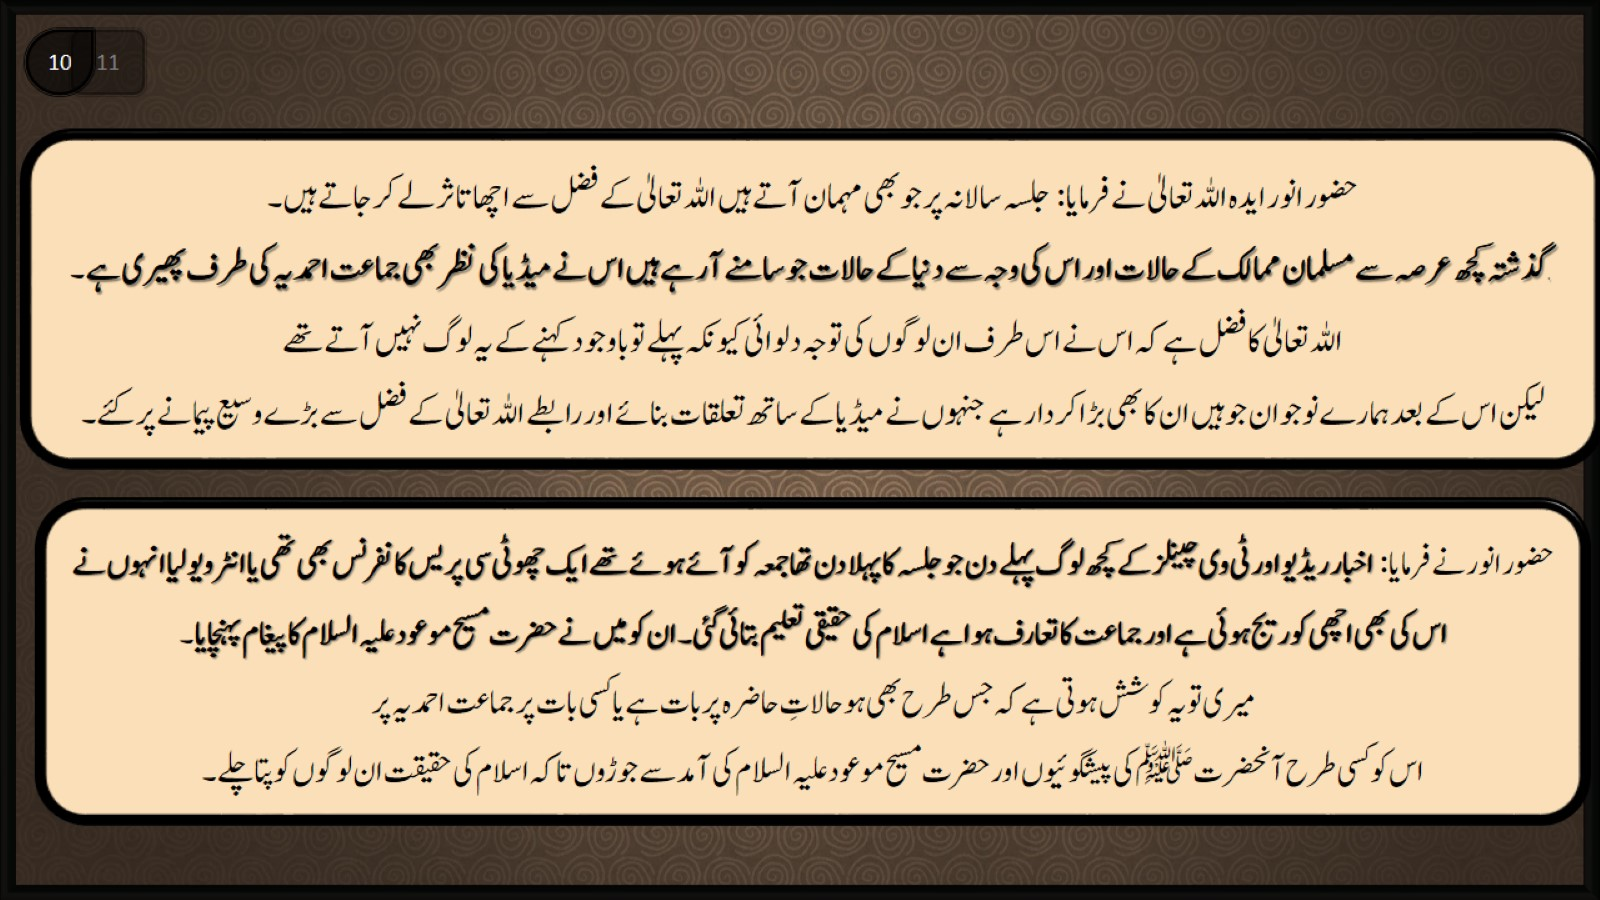 10 11
حضور انور ایدہ اللہ تعالیٰ نے فرمایا: جلسہ سالانہ پر جو بھی مہمان آتے ہیں اللہ تعالیٰ کے فضل سے اچھا تاثر لے کر جاتے ہیں۔
گذشتہ کچھ عرصہ سے مسلمان ممالک کے حالات اور اس کی وجہ سے دنیا کے حالات جو سامنے آ رہے ہیں اس نے میڈیا کی نظر بھی جماعت احمدیہ کی طرف پھیری ہے۔
اللہ تعالیٰ کا فضل ہے کہ اس نے اس طرف ان لوگوں کی توجہ دلوائی کیونکہ پہلے تو باوجود کہنے کے یہ لوگ نہیں آتے تھے
لیکن اس کے بعد ہمارے نوجوان جو ہیں ان کا بھی بڑا کردار ہے جنہوں نے میڈیا کے ساتھ تعلقات بنائے اور رابطے اللہ تعالیٰ کے فضل سے بڑے وسیع پیمانے پر کئے۔
حضور انور نے فرمایا: اخبار ریڈیو اور ٹی وی چینلز کے کچھ لوگ پہلے دن جو جلسہ کا پہلا دن تھا جمعہ کو آئے ہوئے تھے ایک چھوٹی سی پریس کانفرنس بھی تھی یا انٹرویو لیا انہوں نے
اس کی بھی اچھی کوریج ہوئی ہے اور جماعت کا تعارف ہوا ہے اسلام کی حقیقی تعلیم بتائی گئی۔ ان کو میں نے حضرت مسیح موعود علیہ السلام کا پیغام پہنچایا۔
میری تو یہ کوشش ہوتی ہے کہ جس طرح بھی ہو حالاتِ حاضرہ پر بات ہے یا کسی بات پر جماعت احمدیہ پر
اس کو کسی طرح آنحضرت ﷺ کی پیشگوئیوں اور حضرت مسیح موعود علیہ السلام کی آمد سے جوڑوں تا کہ اسلام کی حقیقت ان لوگوں کو پتا چلے۔